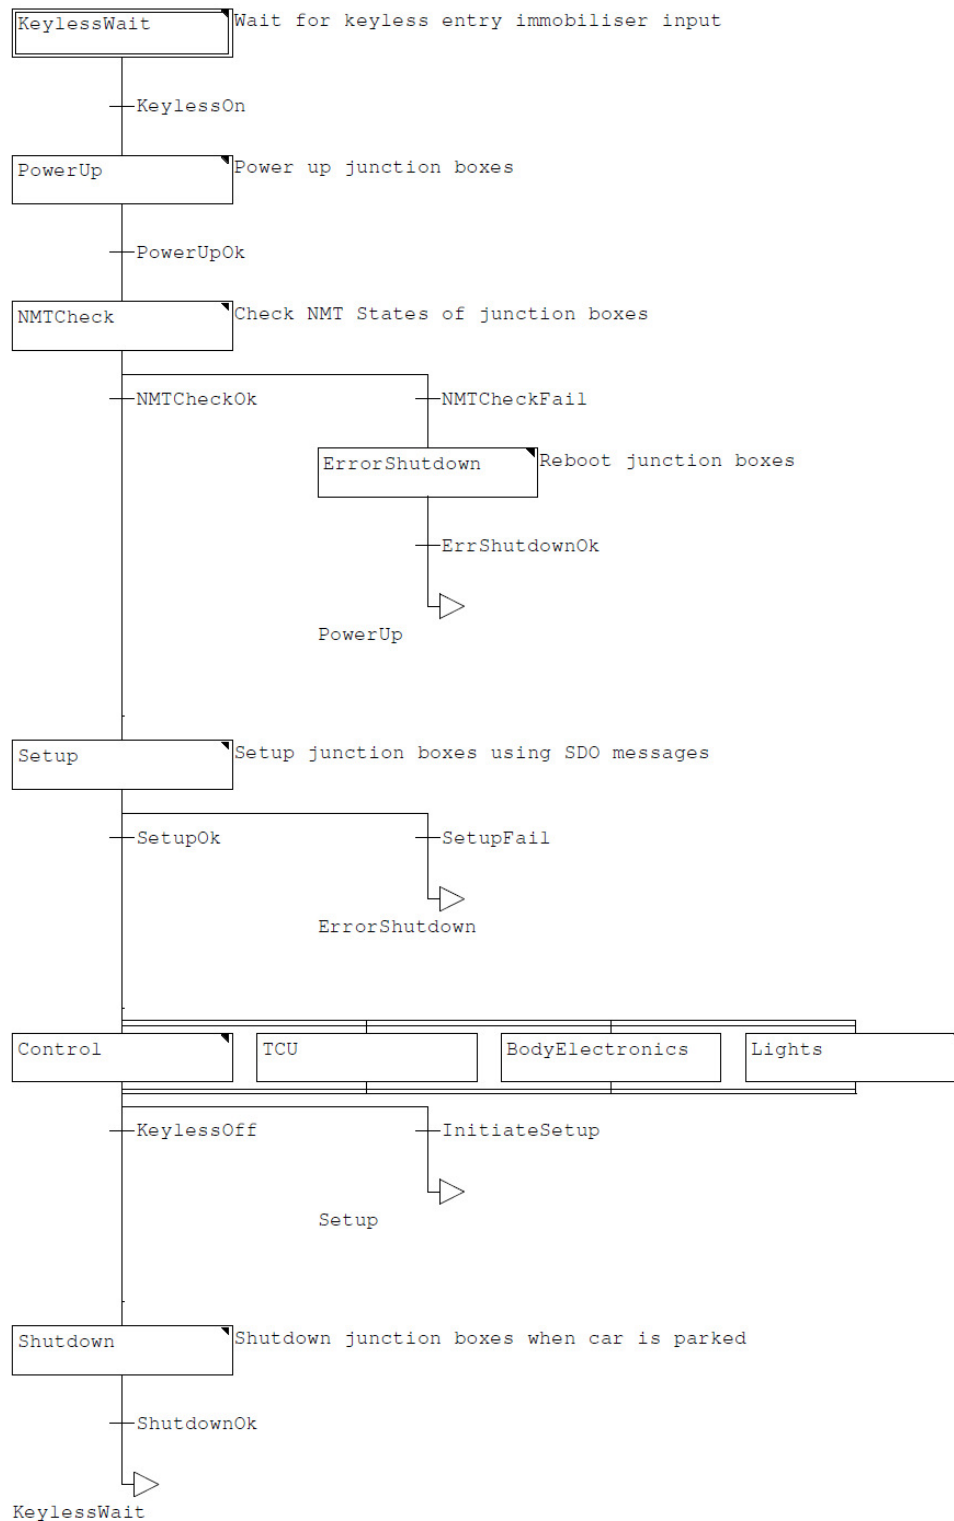 KeylessWait Wait for keyless entry immobiliser input
KeylessOn
PowerUp Power up junction boxes
PowerUpOk
NMTCheck Check NMT States of junction boxes
NMTCheckOk NMTCheckFail
ErrorShutdown Reboot junction boxes
ErrShutdownOk
PowerUp
Setup Setup junction boxes using SDO messages
SetupOk SetupFail
ErrorShutdown
Control TCU BodyElectronics Lights
KeylessOff InitiateSetup
Setup
Shutdown Shutdown junction boxes when car is parked
ShutdownOk
KeylessWait